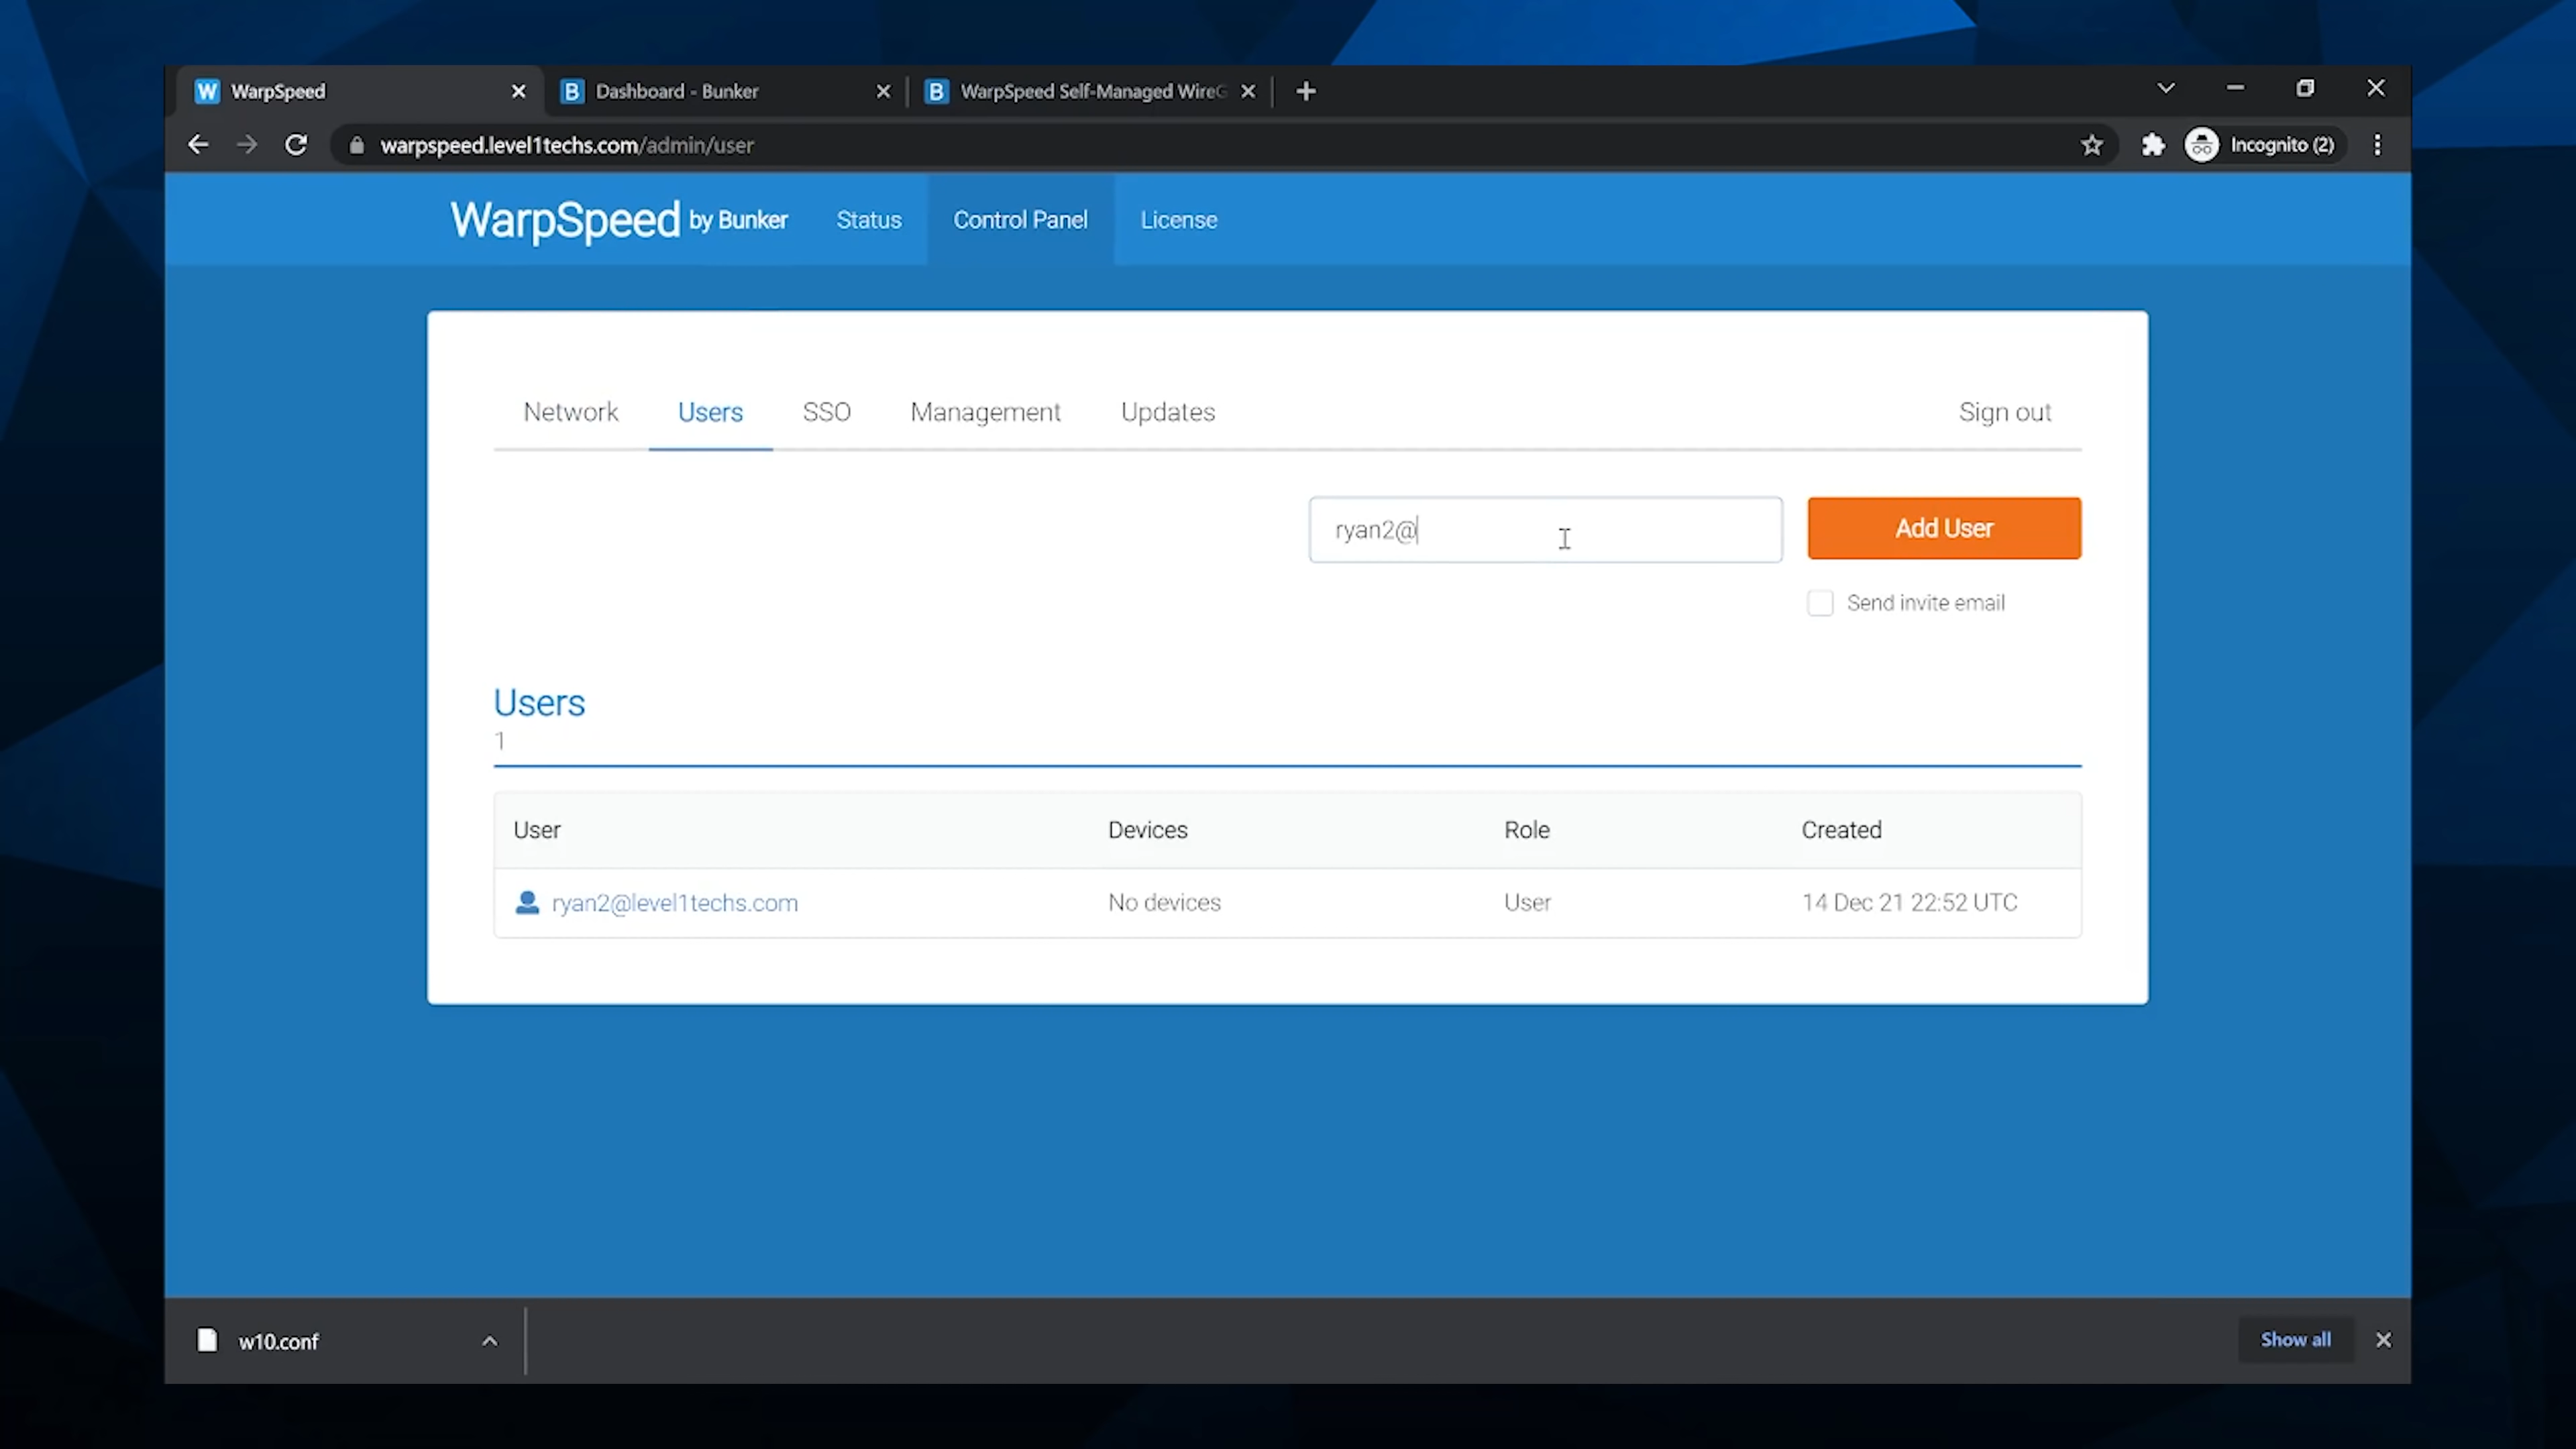 WarpSpeed
Dashboard - Bunker
WarpSpeed Self-Managed WireG
warpspeed.level1techs.com/admin/user
Incognito (2)
WarpSpeed by Bunker
Status
Control Panel
License
Network
Users
SSO
Management
Updates
Sign out
ryan2@
Add User
Send invite email
Users
1
User Devices Role Created
ryan2@level1techs.com No devices User 14 Dec 21 22:52 UTC
w10.conf
Show all